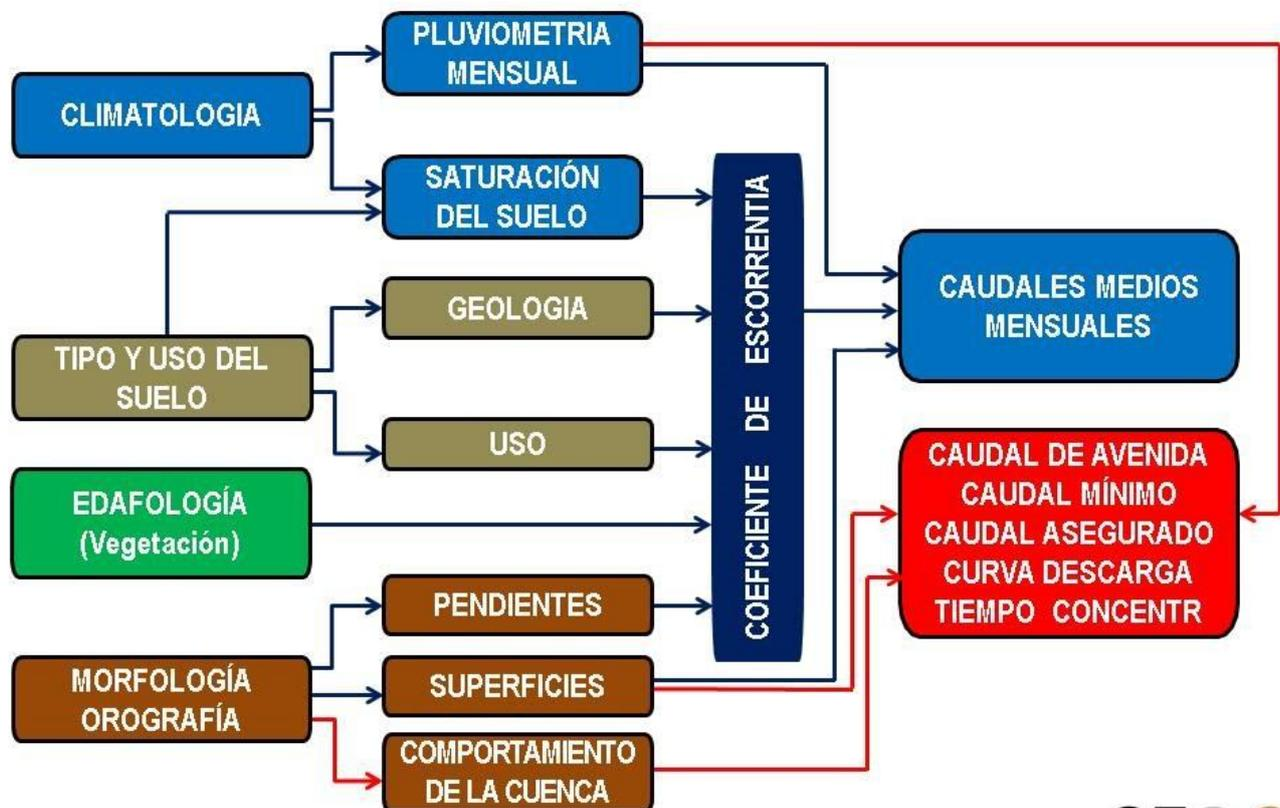 PLUVIOMETRIA
MENSUAL
CLIMATOLOGIA
SATURACIÓN
DEL SUELO
GEOLOGIA
TIPO Y USO DEL
SUELO
USO
EDAFOLOGÍA
(Vegetación)
PENDIENTES
MORFOLOGÍA
OROGRAFÍA
SUPERFICIES
COMPORTAMIENTO
DE LA CUENCA
COEFICIENTE DE ESCORRENTIA
CAUDALES MEDIOS
MENSUALES
CAUDAL DE AVENIDA
CAUDAL MÍNIMO
CAUDAL ASEGURADO
CURVA DESCARGA
TIEMPO CONCENTR